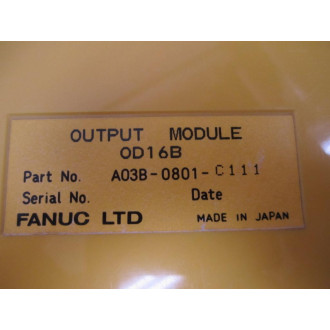 OUTPUT MODULE
OD16B
Part No. A03B-0801-C111
Serial No. Date
FANUC LTD MADE IN JAPAN